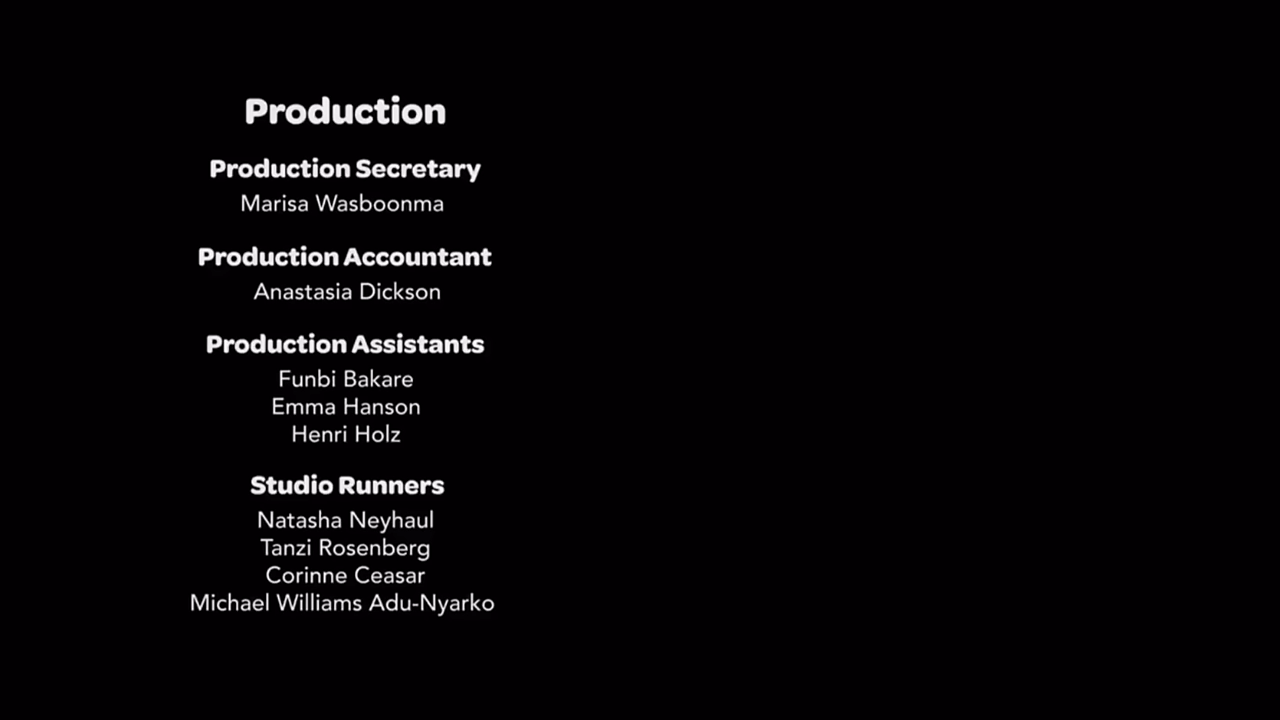 Production
Production Secretary
Marisa Wasboonma
Production Accountant
Anastasia Dickson
Production Assistants
Funbi Bakare
Emma Hanson
Henri Holz
Studio Runners
Natasha Neyhaul
Tanzi Rosenberg
Corinne Ceasar
Michael Williams Adu-Nyarko